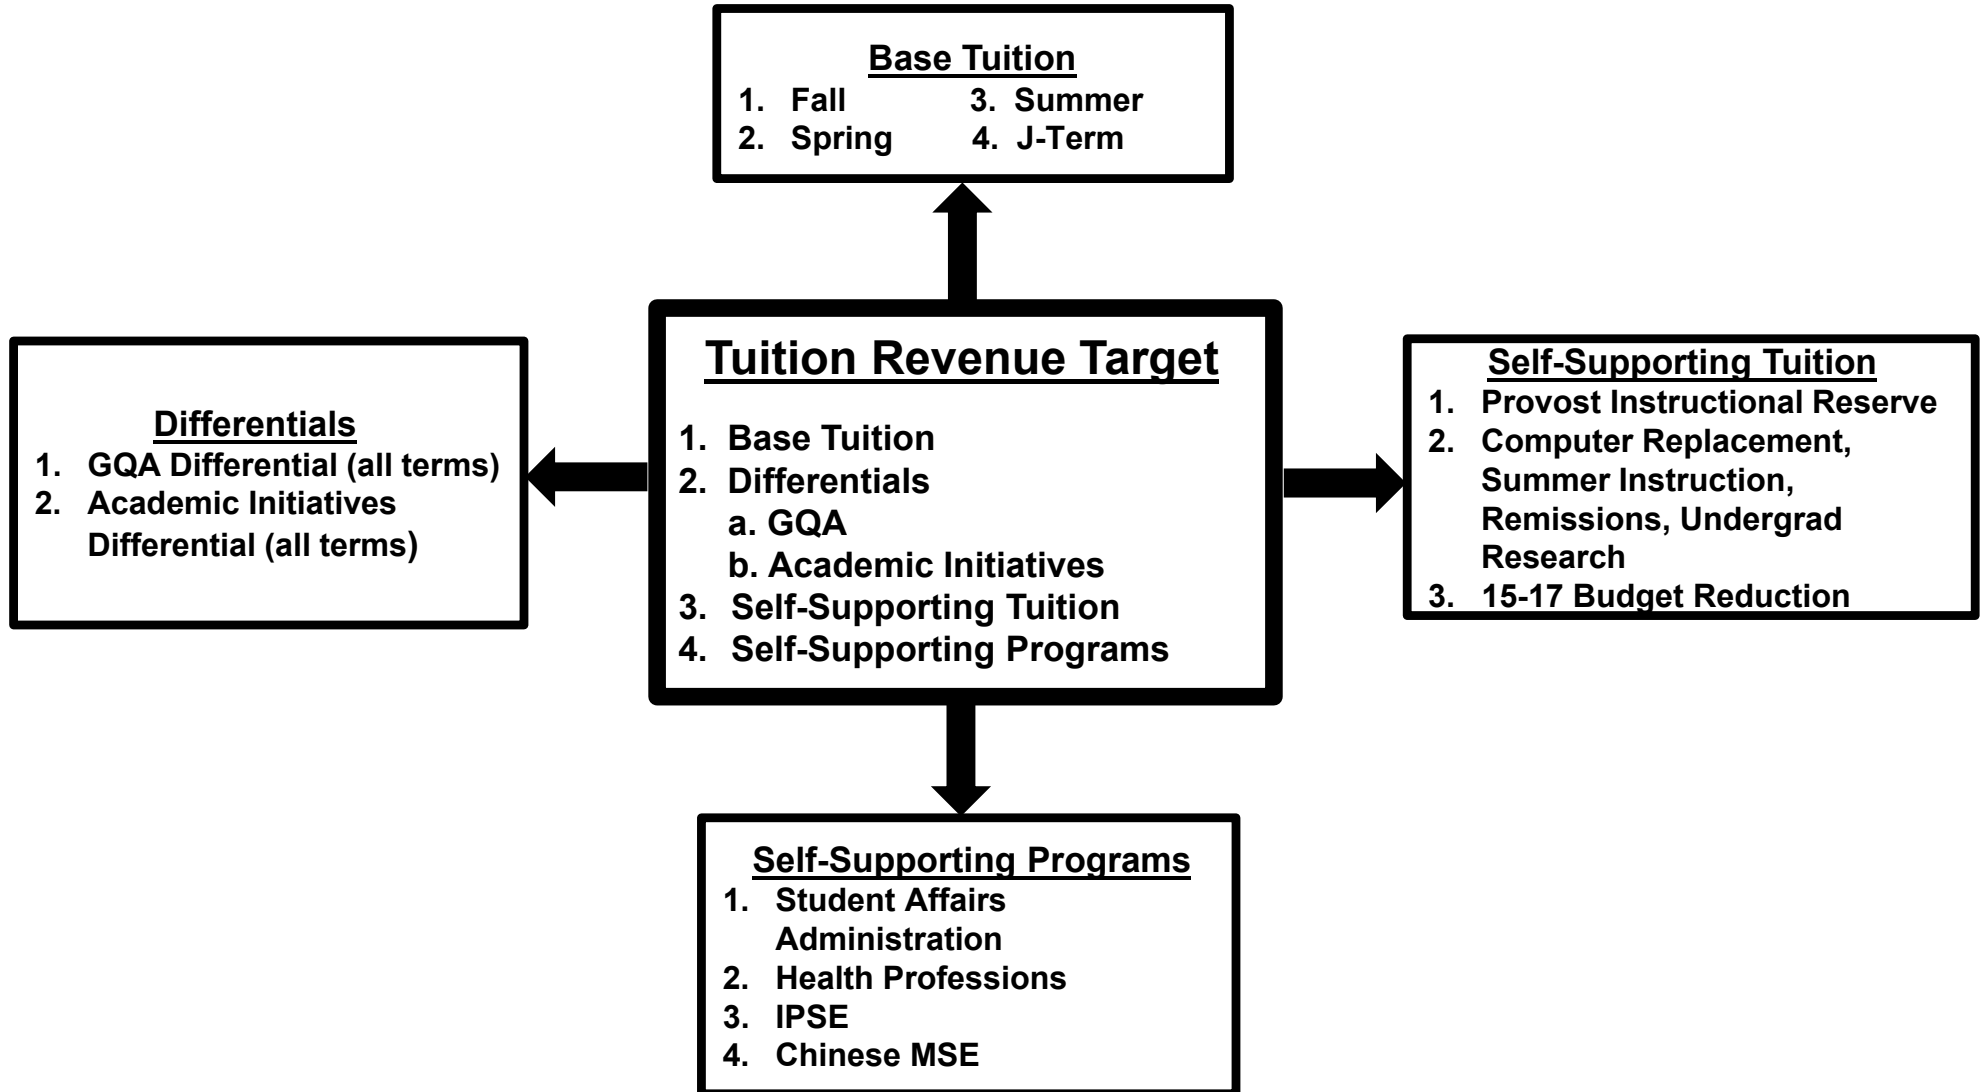 Base Tuition
1. Fall 3. Summer
2. Spring 4. J-Term
Differentials
1. GQA Differential (all terms)
2. Academic Initiatives
Differential (all terms)
Tuition Revenue Target
1. Base Tuition
2. Differentials
a. GQA
b. Academic Initiatives
3. Self-Supporting Tuition
4. Self-Supporting Programs
Self-Supporting Tuition
1. Provost Instructional Reserve
2. Computer Replacement,
Summer Instruction,
Remissions, Undergrad
Research
3. 15-17 Budget Reduction
Self-Supporting Programs
1. Student Affairs
Administration
2. Health Professions
3. IPSE
4. Chinese MSE